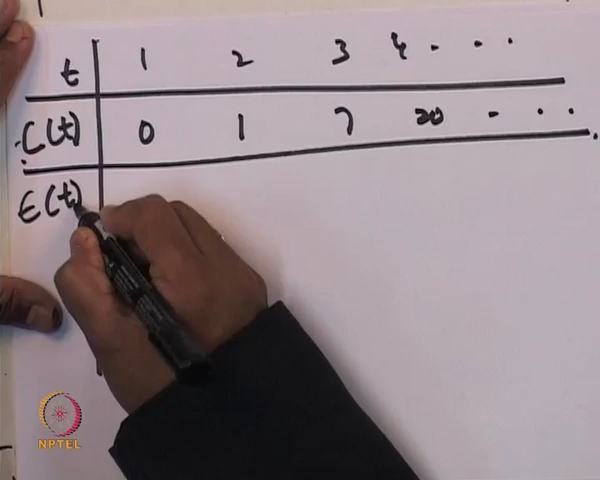 t 1 2 3 4 . . .
C(t) 0 1 7 20 . . .
E(t)
NPTEL